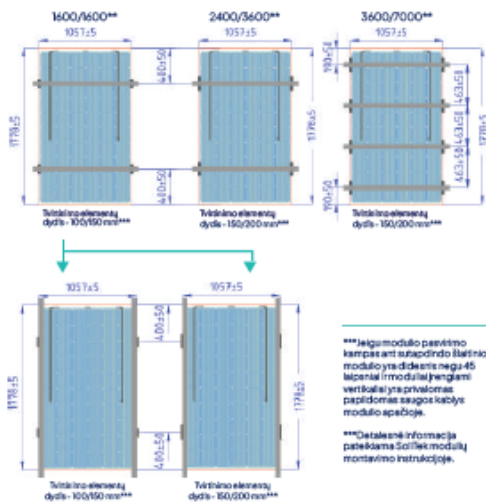 1600/1600**
2400/3600**
3600/7000**
1057±5
1057±5
1057±5
400±50
400±50
190±50
463±50
463±50
463±50
190±50
1778±5
1778±5
1778±5
Tvirtinimo elementų
dydis - 100/150 mm***
Tvirtinimo elementų
dydis - 150/200 mm***
Tvirtinimo elementų
dydis - 150/200 mm***
1057±5
1057±5
400±50
400±50
1778±5
1778±5
Tvirtinimo elementų
dydis - 100/150 mm***
Tvirtinimo elementų
dydis - 150/200 mm***
***Jeigu modulio pasvirimo
kampas ant sutapdindo šlaitinio
modulio yra didesnis negu 45
laipsniai ir moduliai įrengiami
vertikaliai yra privalomas
papildomas saugos kablys
modulio apačioje.
***Detalesnė informacija
pateikiama SoliTek modulių
montavimo instrukcijoje.